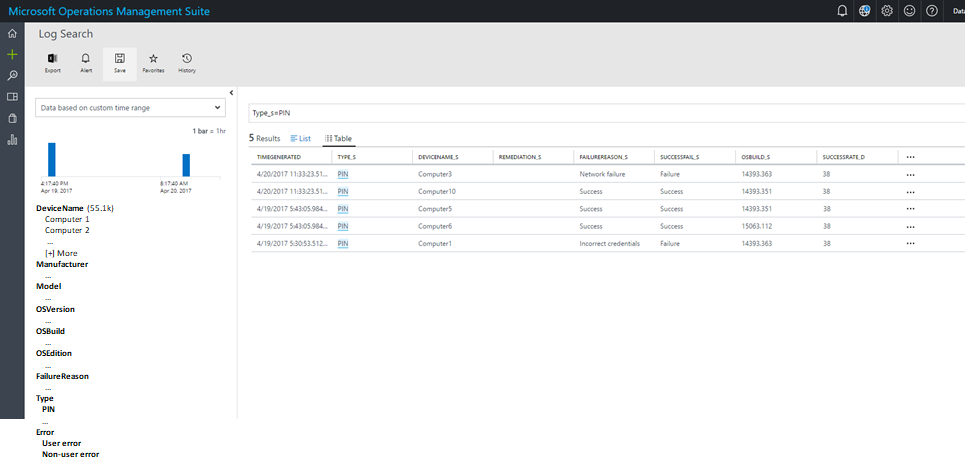 Microsoft Operations Management Suite
Data
Log Search
Export Alert Save Favorites History
Data based on custom time range
1 bar = 1hr
4:17:40 PM 8:17:40 AM
Apr 19, 2017 Apr 20, 2017
DeviceName {55.1k}
Computer 1
Computer 2
...
[+] More
Manufacturer
...
Model
...
OSVersion
...
OSBuild
...
OSEdition
...
FailureReason
...
Type
PIN
...
Error
User error
Non-user error
Type_s=PIN
5 Results List Table
TIMEGENERATED TYPE_S DEVICENAME_S REMEDIATION_S FAILUREREASON_S SUCCESSFAIL_S OSBUILD_S SUCCESSRATE_D ...
4/20/2017 11:33:23.51... PIN Computer3 Network failure Failure 14393.363 38 ...
4/20/2017 11:33:23.51... PIN Computer10 Success Success 14393.351 38 ...
4/19/2017 5:43:05.984... PIN Computer5 Success Success 14393.351 38 ...
4/19/2017 5:43:05.984... PIN Computer6 Success Success 15063.112 38 ...
4/19/2017 5:30:53.512... PIN Computer1 Incorrect credentials Failure 14393.363 38 ...